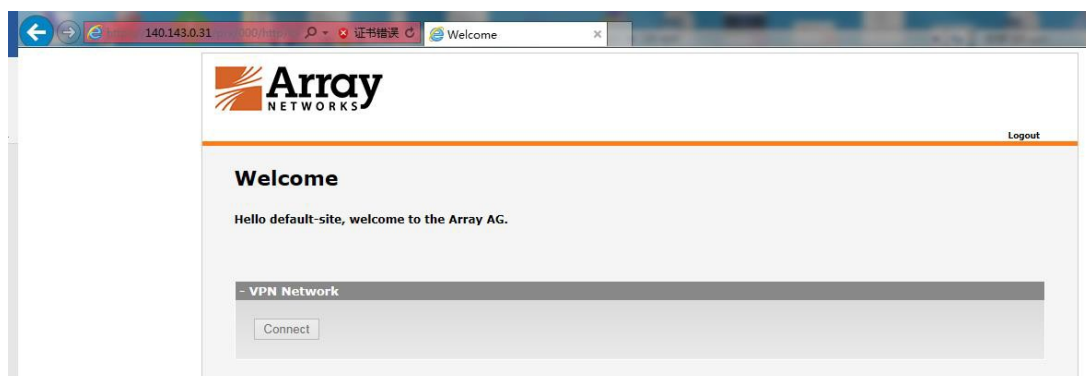 140.143.0.31
证书错误
Welcome
Array
NETWORKS
Logout
Welcome
Hello default-site, welcome to the Array AG.
- VPN Network
Connect